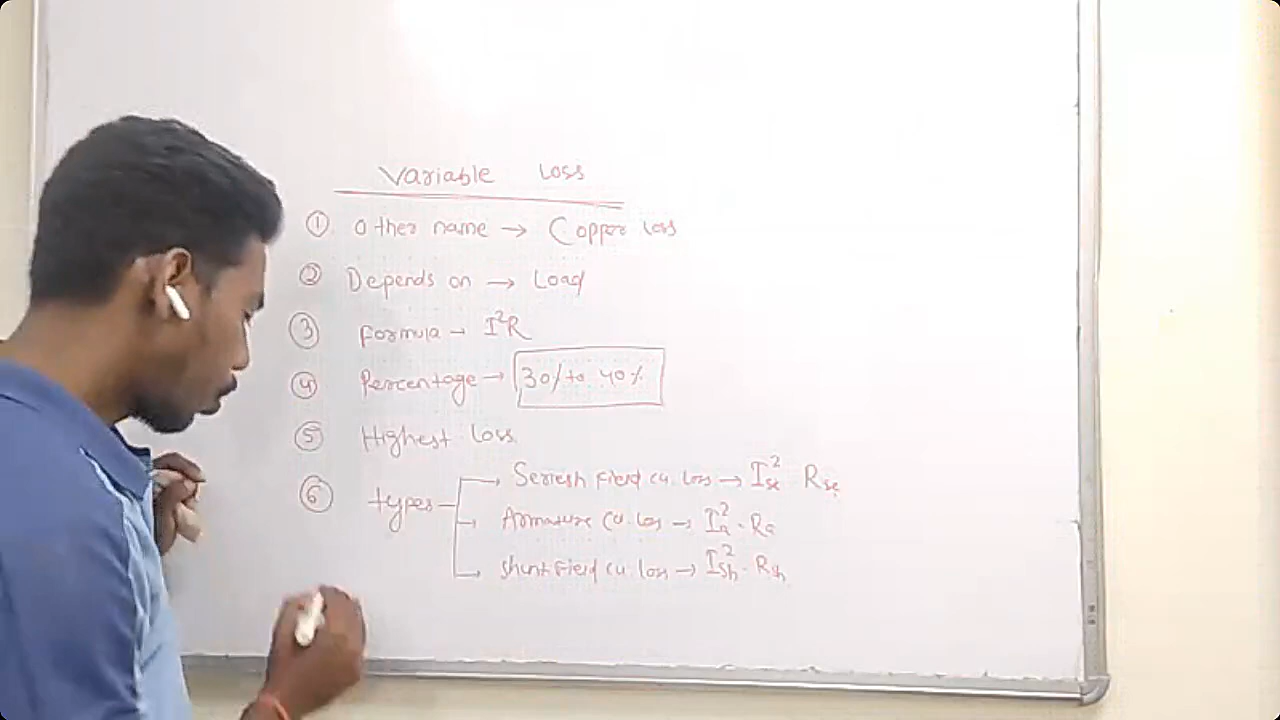 Variable Loss
① Other name → Copper loss
② Depends on → Load
③ Formula → I²R
④ Percentage → 30% to 40%
⑤ Highest loss
⑥ types
Seriesh Field cu. loss → I²se Rse
Armature Cu. loss → I²a · Ra
Shunt Field cu. loss → I²sh · Rsh